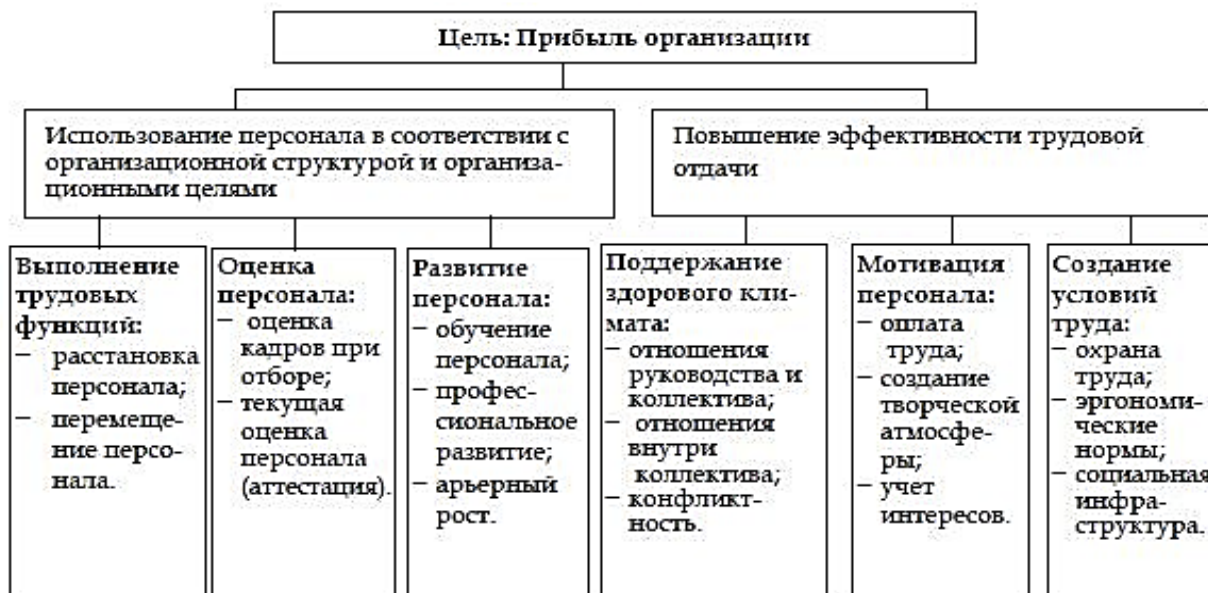 Цель: Прибыль организации
Использование персонала в соответствии с
организационной структурой и организа-
ционными целями
Повышение эффективности трудовой
отдачи
Выполнение
трудовых
функций:
– расстановка
персонала;
– перемеще-
ние персо-
нала.
Оценка
персонала:
– оценка
кадров при
отборе;
– текущая
оценка
персонала
(аттестация).
Развитие
персонала:
– обучение
персонала;
– профес-
сиональное
развитие;
– арьерный
рост.
Поддержание
здорового кли-
мата:
– отношения
руководства и
коллектива;
– отношения
внутри
коллектива;
– конфликт-
ность.
Мотивация
персонала:
– оплата
труда;
– создание
творческой
атмосфе-
ры;
– учет
интересов.
Создание
условий
труда:
– охрана
труда;
– эргономи-
ческие
нормы;
– социальная
инфра-
структура.